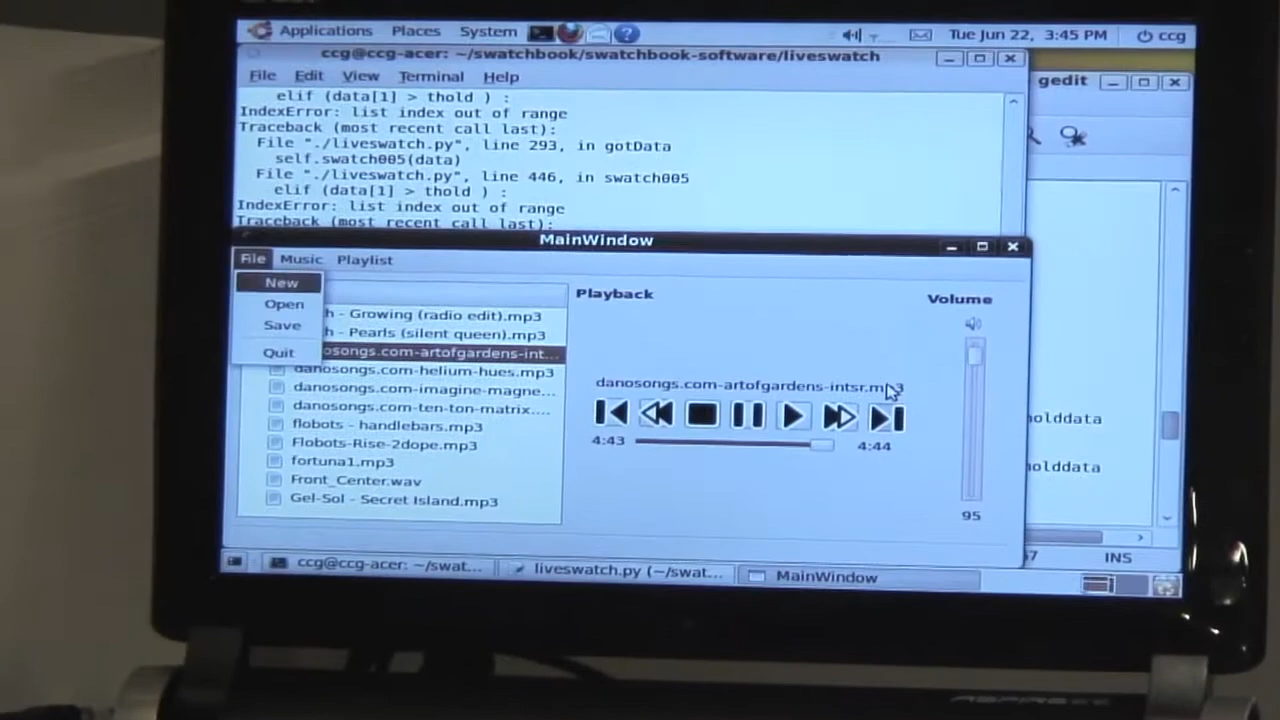 Applications Places System Tue Jun 22, 3:45 PM ccg
ccg@ccg-acer: ~/swatchbook/swatchbook-software/liveswatch
gedit
File Edit View Terminal Help
elif (data[1] > thold ) :
IndexError: list index out of range
Traceback (most recent call last):
File "./liveswatch.py", line 293, in gotData
self.swatch005(data)
File "./liveswatch.py", line 446, in swatch005
elif (data[1] > thold ) :
IndexError: list index out of range
Traceback (most recent call last):
MainWindow
File Music Playlist
New
Open
Save
Quit
Playback
Volume
h - Growing (radio edit).mp3
h - Pearls (silent queen).mp3
nosongs.com-artofgardens-int...
danosongs.com-helium-hues.mp3
danosongs.com-imagine-magne...
danosongs.com-ten-ton-matrix....
flobots - handlebars.mp3
Flobots-Rise-2dope.mp3
fortuna1.mp3
Front_Center.wav
Gel-Sol - Secret Island.mp3
danosongs.com-artofgardens-intsr.mp3
4:43 4:44
95
holddata
holddata
7 INS
ccg@ccg-acer: ~/swat... liveswatch.py (~/swat... MainWindow